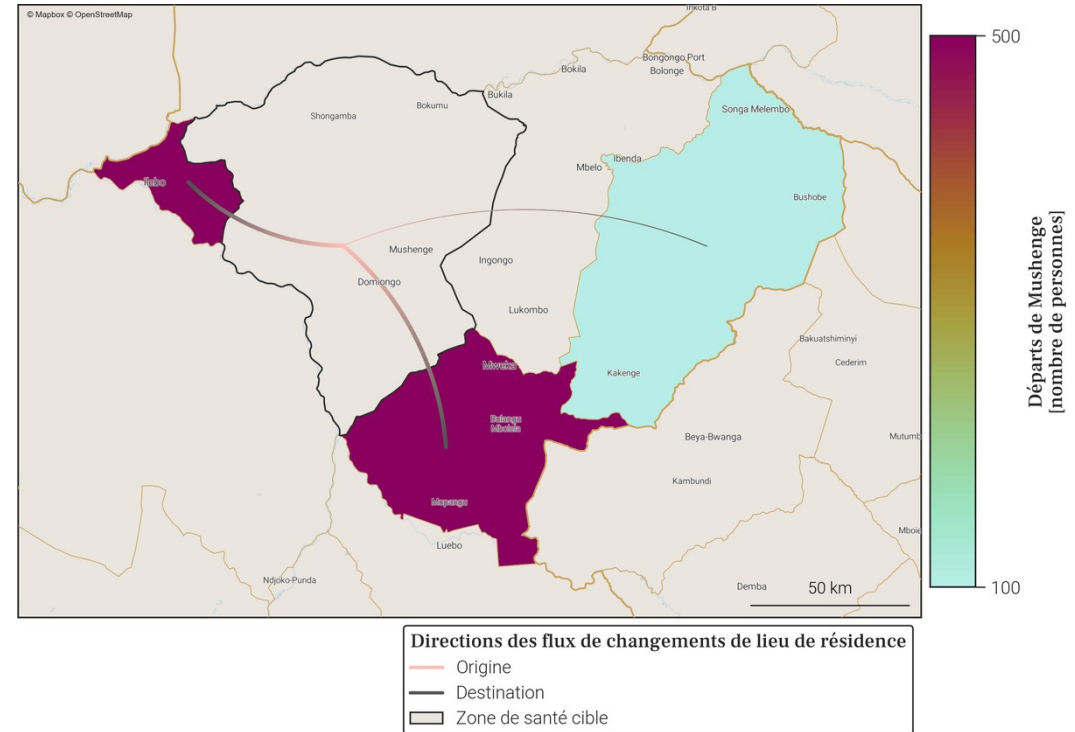 © Mapbox © OpenStreetMap
Inkota B
Bongongo Port
Bokila
Bolonge
Bukila
Bokumu
Shongamba
Songa Melembo
Ibenda
Mbelo
Ilebo
Bushobe
Mushenge
Ingongo
Domiongo
Lukombo
Bakuatshiminyi
Cederim
Mweka
Kakenge
Bulangu
Mboiela
Beya-Bwanga
Mutumb
Kambundi
Mapangu
Mboie
Luebo
Ndjoko-Punda
Demba
50 km
500
100
Départs de Mushenge
[nombre de personnes]
Directions des flux de changements de lieu de résidence
Origine
Destination
Zone de santé cible